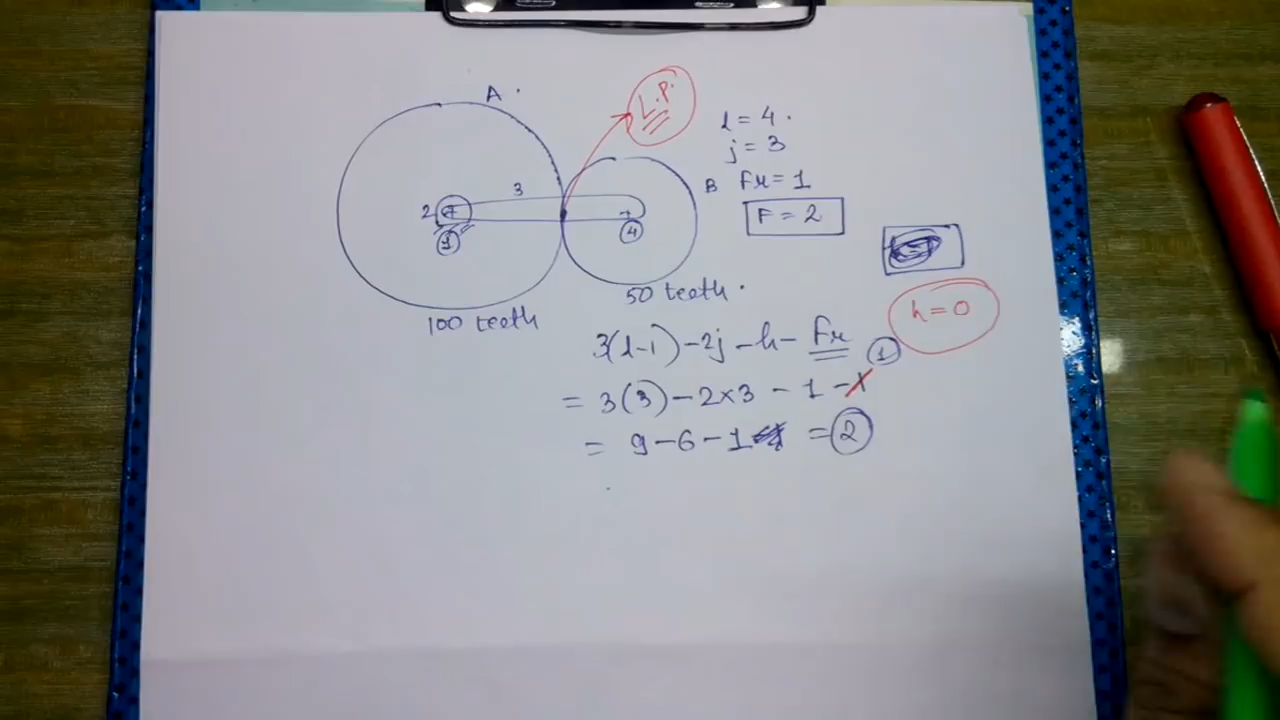 A.
L.P.
l = 4.
j = 3
3
B
Fr = 1
2
F = 2
1
4
50 teeth.
100 teeth
h = 0
3(l-1) - 2j - h - Fr
1
= 3(3) - 2×3 - 1 -
= 9 - 6 - 1 = 2